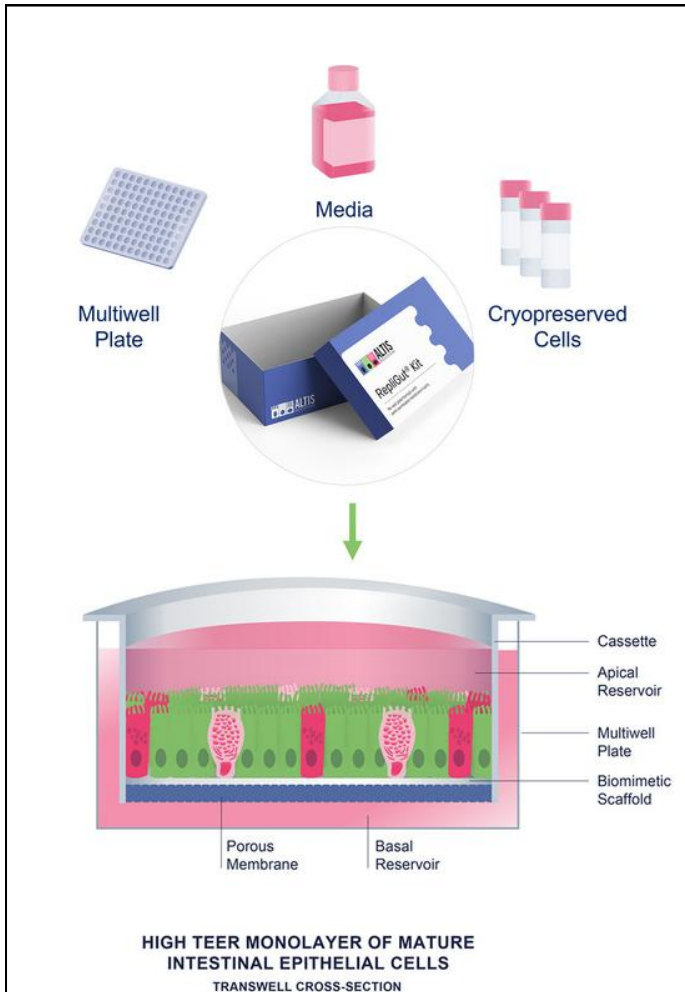 Media
Multiwell
Plate
Cryopreserved
Cells
ALTIS
RepliGut® Kit
ALTIS
Cassette
Apical
Reservoir
Multiwell
Plate
Biomimetic
Scaffold
Porous
Membrane
Basal
Reservoir
HIGH TEER MONOLAYER OF MATURE
INTESTINAL EPITHELIAL CELLS
TRANSWELL CROSS-SECTION